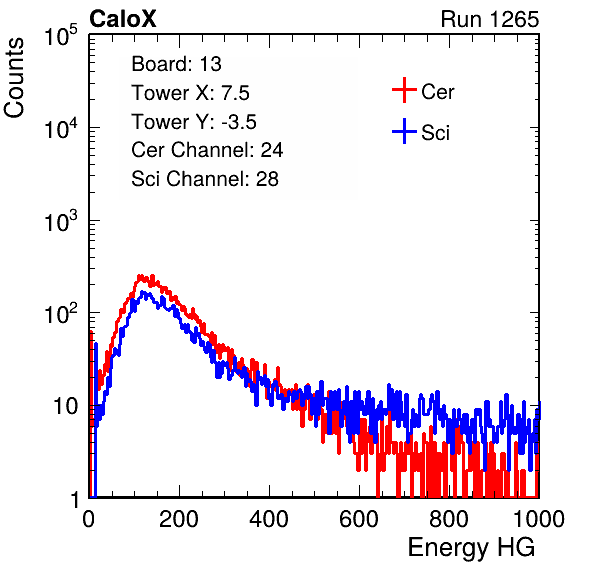 CaloX Run 1265
Counts
10^5
10^4
10^3
10^2
10
1
Board: 13
Tower X: 7.5
Tower Y: -3.5
Cer Channel: 24
Sci Channel: 28
Cer
Sci
0 200 400 600 800 1000
Energy HG